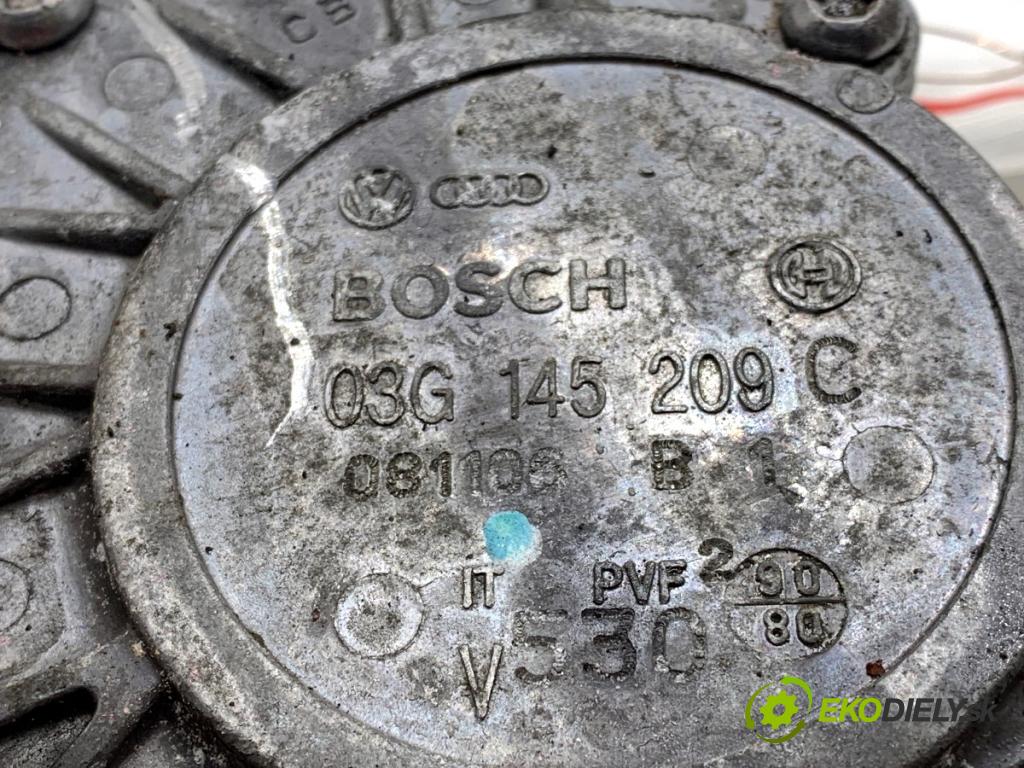 BOSCH
03G 145 209 C
081106 B 1
IT PVF 2 90
80
V 530
EKODIELY.sk